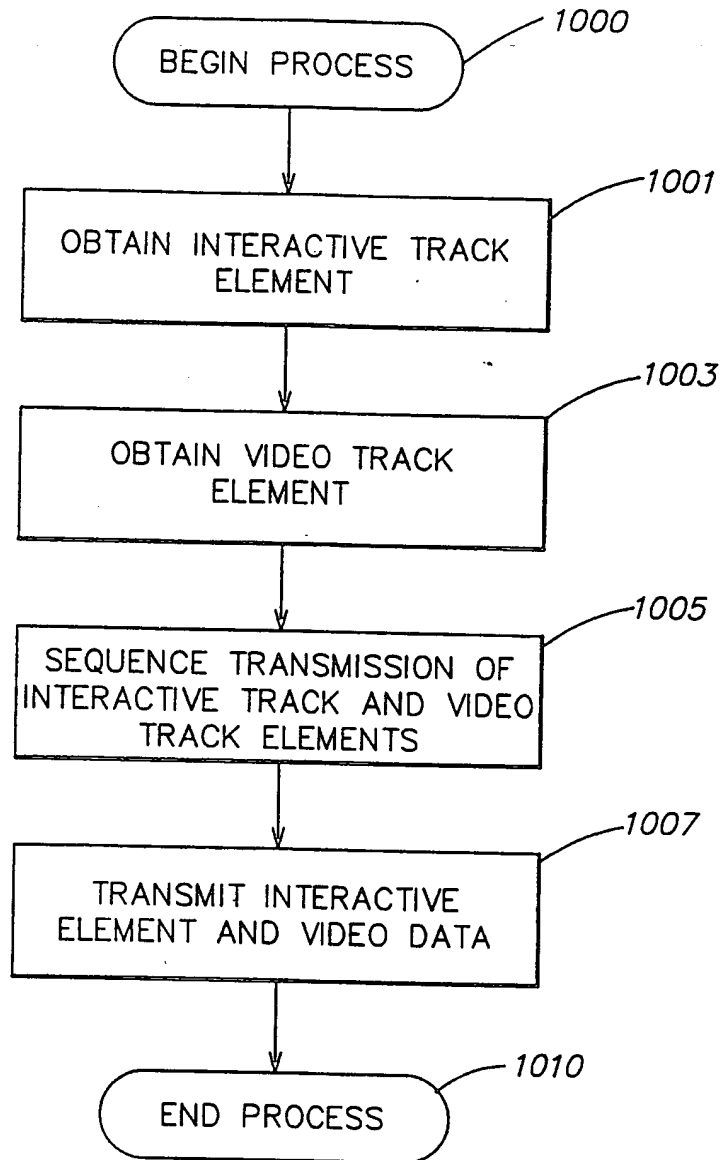 1000
BEGIN PROCESS
1001
OBTAIN INTERACTIVE TRACK
ELEMENT
1003
OBTAIN VIDEO TRACK
ELEMENT
1005
SEQUENCE TRANSMISSION OF
INTERACTIVE TRACK AND VIDEO
TRACK ELEMENTS
1007
TRANSMIT INTERACTIVE
ELEMENT AND VIDEO DATA
1010
END PROCESS